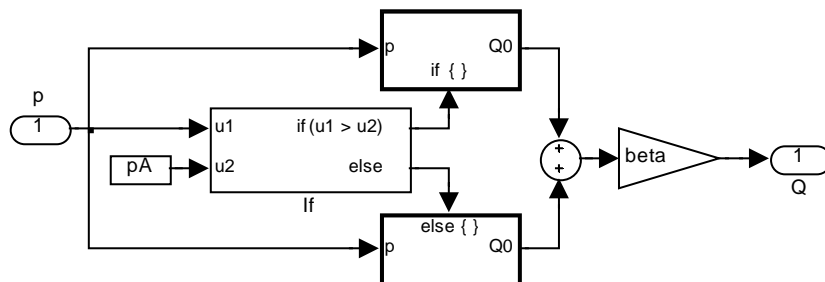 p
1
pA
u1
u2
if(u1 > u2)
else
If
p
Q0
if { }
else { }
p
Q0
+
+
beta
1
Q